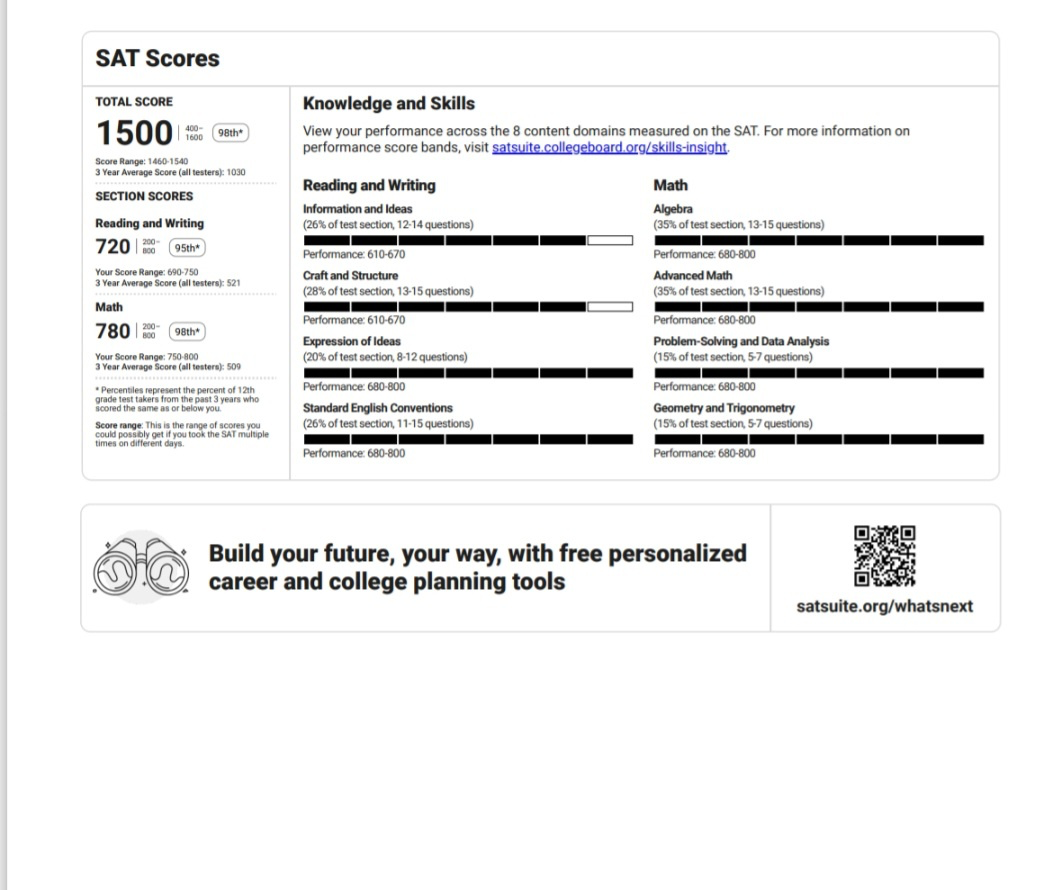 SAT Scores
TOTAL SCORE
1500 | 400–1600 98th*
Score Range: 1460-1540
3 Year Average Score (all testers): 1030
SECTION SCORES
Reading and Writing
720 | 200–800 95th*
Your Score Range: 690-750
3 Year Average Score (all testers): 521
Math
780 | 200–800 98th*
Your Score Range: 750-800
3 Year Average Score (all testers): 509
* Percentiles represent the percent of 12th
grade test takers from the past 3 years who
scored the same as or below you.
Score range: This is the range of scores you
could possibly get if you took the SAT multiple
times on different days.
Knowledge and Skills
View your performance across the 8 content domains measured on the SAT. For more information on
performance score bands, visit satsuite.collegeboard.org/skills-insight.
Reading and Writing
Information and Ideas
(26% of test section, 12-14 questions)
Performance: 610-670
Craft and Structure
(28% of test section, 13-15 questions)
Performance: 610-670
Expression of Ideas
(20% of test section, 8-12 questions)
Performance: 680-800
Standard English Conventions
(26% of test section, 11-15 questions)
Performance: 680-800
Math
Algebra
(35% of test section, 13-15 questions)
Performance: 680-800
Advanced Math
(35% of test section, 13-15 questions)
Performance: 680-800
Problem-Solving and Data Analysis
(15% of test section, 5-7 questions)
Performance: 680-800
Geometry and Trigonometry
(15% of test section, 5-7 questions)
Performance: 680-800
Build your future, your way, with free personalized
career and college planning tools
satsuite.org/whatsnext